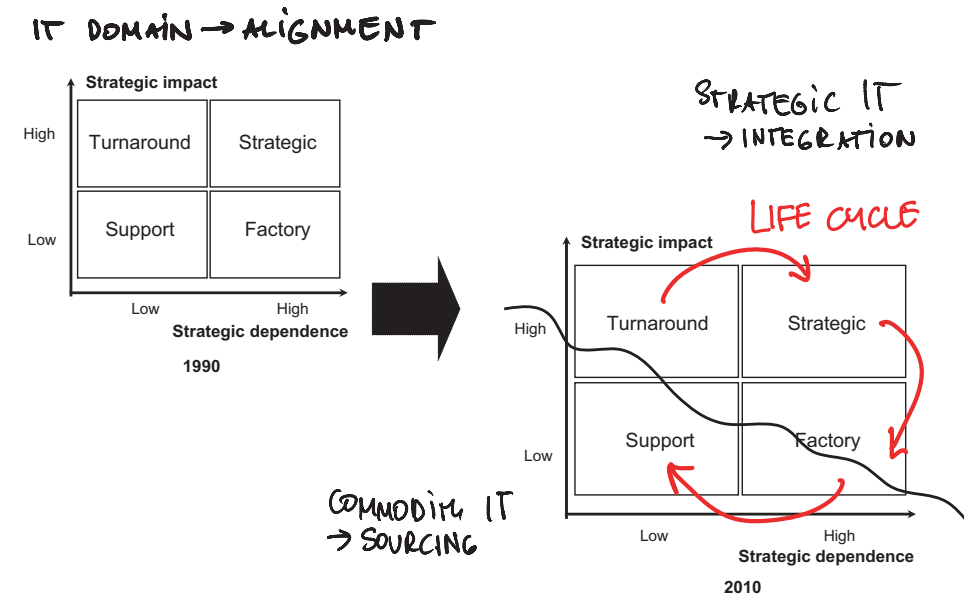 IT DOMAIN → ALIGNMENT
Strategic impact
High
Turnaround
Strategic
Low
Support
Factory
Low
High
Strategic dependence
1990
STRATEGIC IT
→ INTEGRATION
LIFE CYCLE
Strategic impact
High
Turnaround
Strategic
Low
Support
Factory
COMMODITY IT
→ SOURCING
Low
High
Strategic dependence
2010